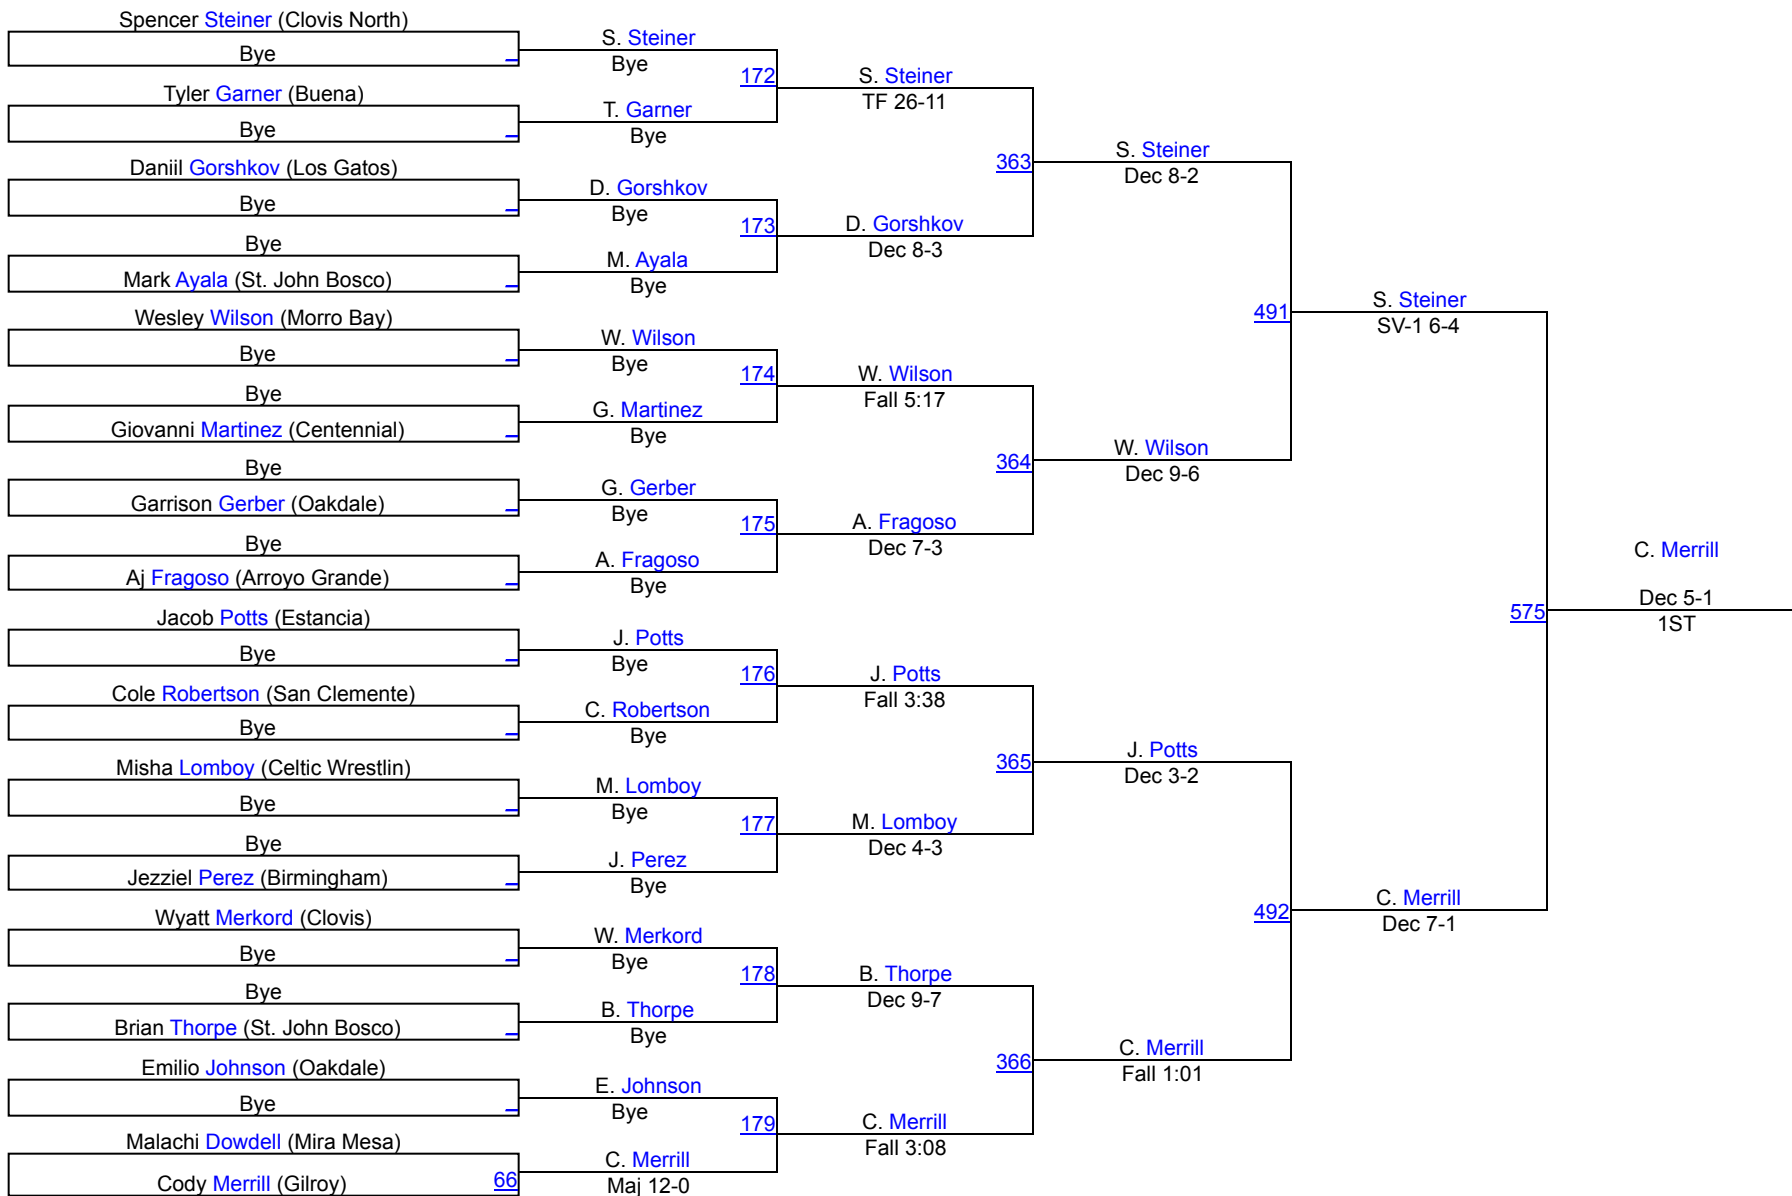 Spencer Steiner (Clovis North)
Bye
Tyler Garner (Buena)
Bye
Daniil Gorshkov (Los Gatos)
Bye
Bye
Mark Ayala (St. John Bosco)
Wesley Wilson (Morro Bay)
Bye
Bye
Giovanni Martinez (Centennial)
Bye
Garrison Gerber (Oakdale)
Bye
Aj Fragoso (Arroyo Grande)
Jacob Potts (Estancia)
Bye
Cole Robertson (San Clemente)
Bye
Misha Lomboy (Celtic Wrestlin)
Bye
Bye
Jezziel Perez (Birmingham)
Wyatt Merkord (Clovis)
Bye
Bye
Brian Thorpe (St. John Bosco)
Emilio Johnson (Oakdale)
Bye
Malachi Dowdell (Mira Mesa)
Cody Merrill (Gilroy)
66
S. Steiner
Bye
172
T. Garner
Bye
D. Gorshkov
Bye
173
M. Ayala
Bye
W. Wilson
Bye
174
G. Martinez
Bye
G. Gerber
Bye
175
A. Fragoso
Bye
J. Potts
Bye
176
C. Robertson
Bye
M. Lomboy
Bye
177
J. Perez
Bye
W. Merkord
Bye
178
B. Thorpe
Bye
E. Johnson
Bye
179
C. Merrill
Maj 12-0
S. Steiner
TF 26-11
363
D. Gorshkov
Dec 8-3
W. Wilson
Fall 5:17
364
A. Fragoso
Dec 7-3
J. Potts
Fall 3:38
365
M. Lomboy
Dec 4-3
B. Thorpe
Dec 9-7
366
C. Merrill
Fall 3:08
S. Steiner
Dec 8-2
491
W. Wilson
Dec 9-6
J. Potts
Dec 3-2
492
C. Merrill
Fall 1:01
S. Steiner
SV-1 6-4
575
C. Merrill
Dec 7-1
C. Merrill
Dec 5-1
1ST